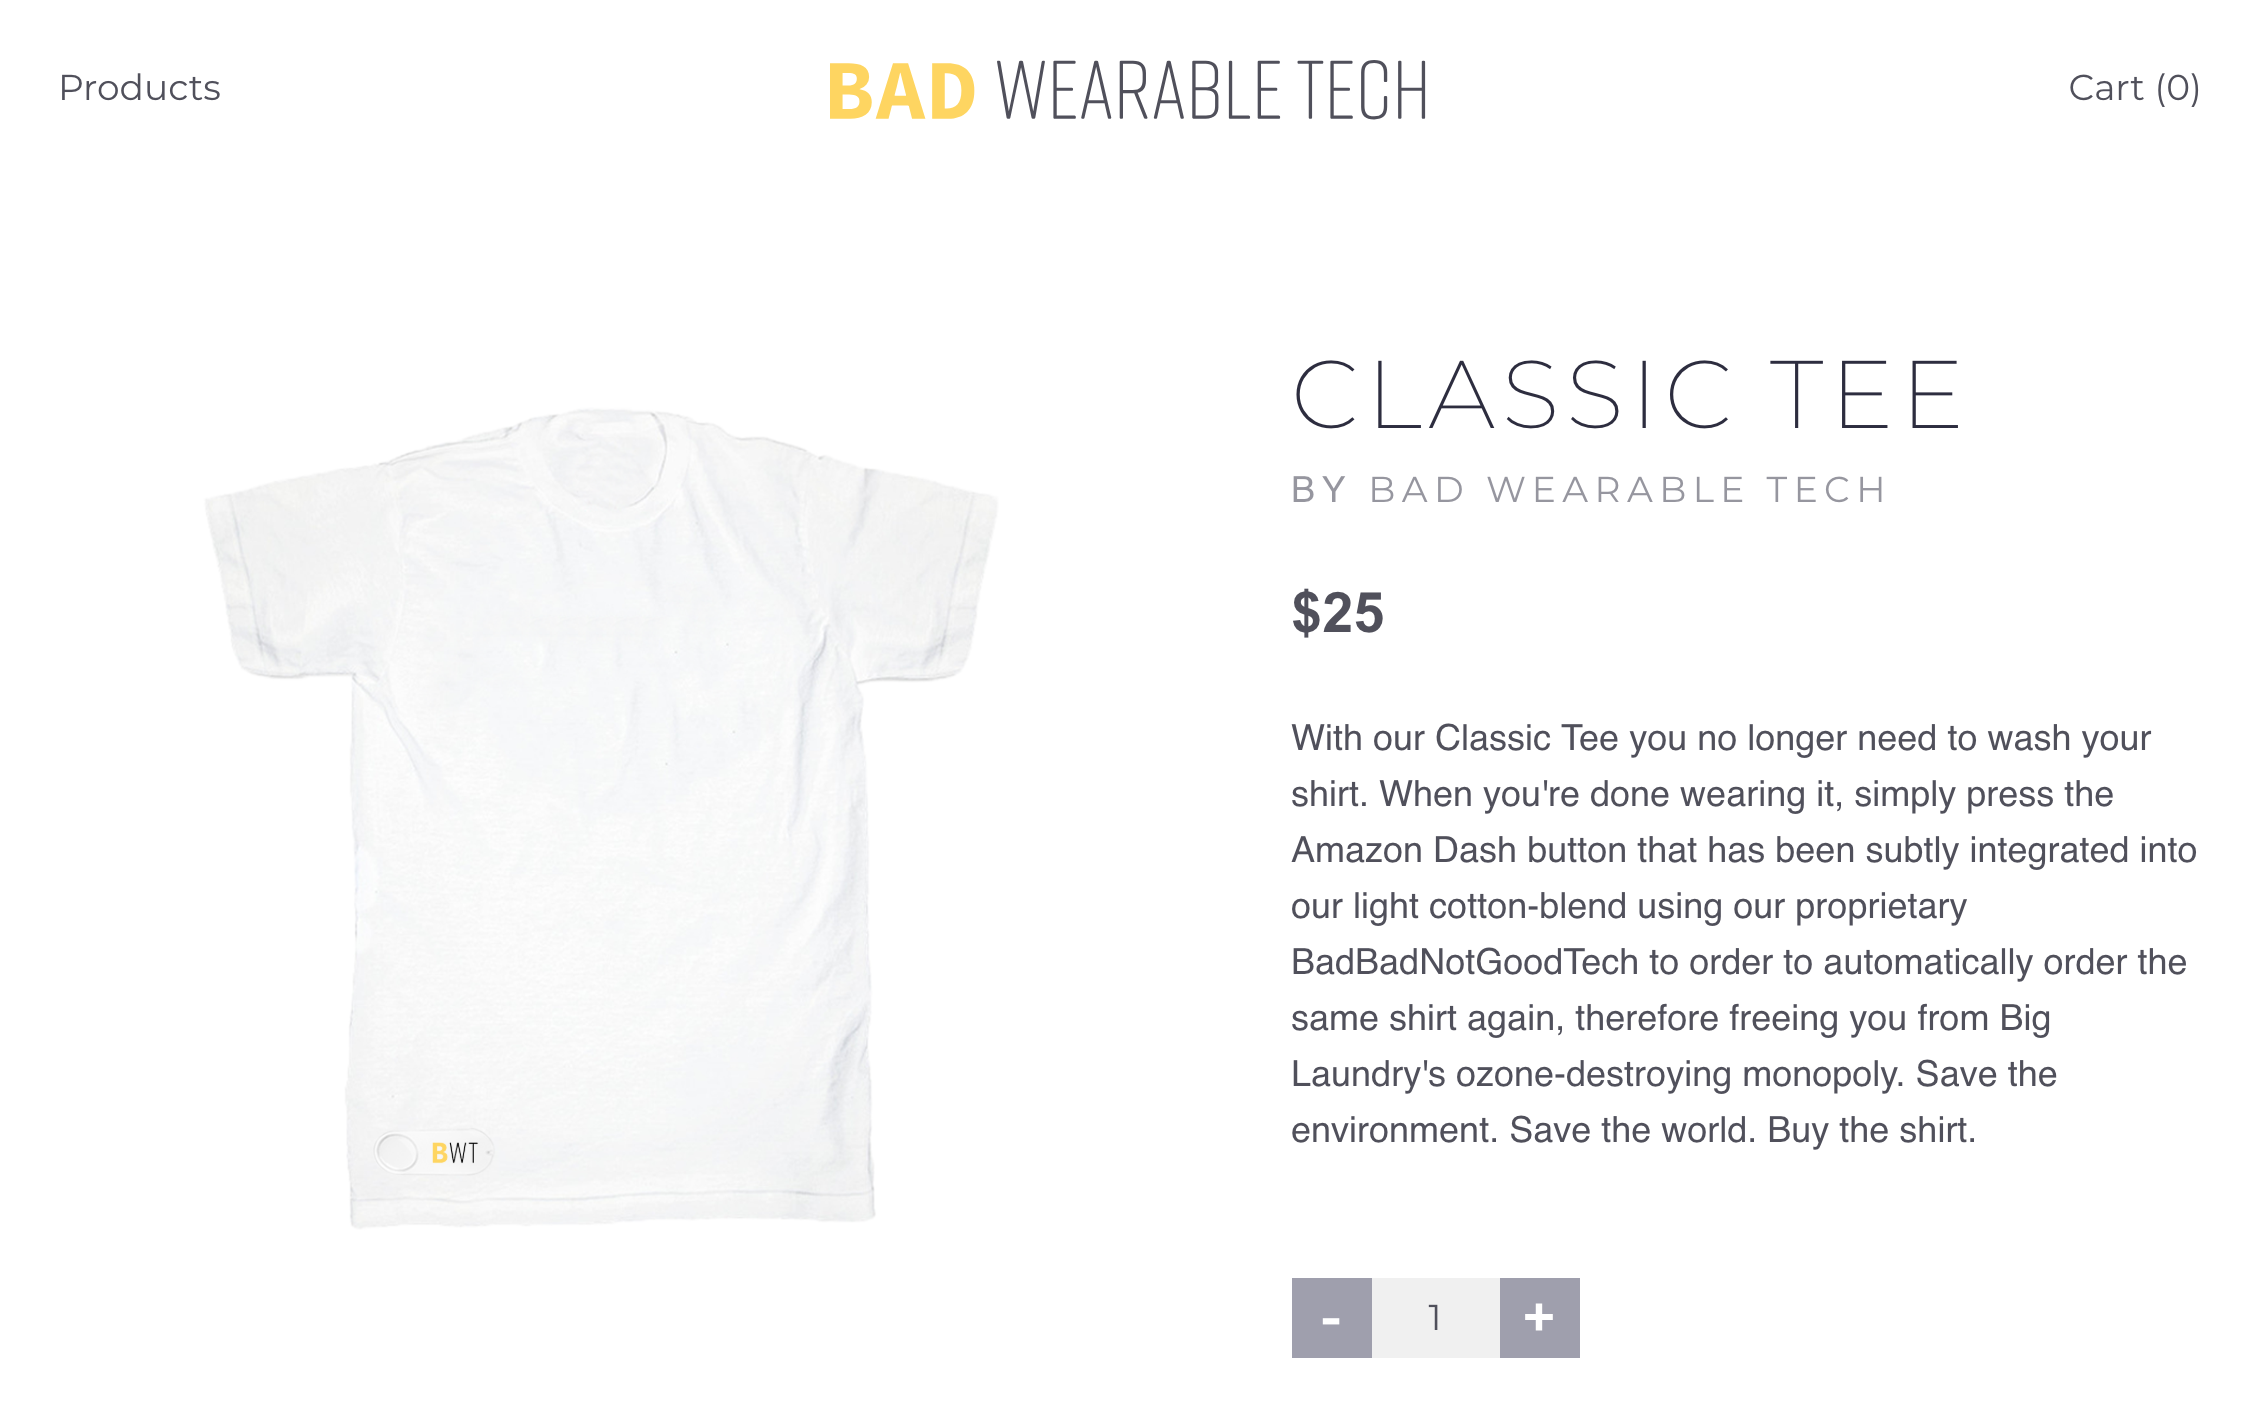 Products
BAD WEARABLE TECH
Cart (0)
CLASSIC TEE
BY BAD WEARABLE TECH
$25
With our Classic Tee you no longer need to wash your
shirt. When you're done wearing it, simply press the
Amazon Dash button that has been subtly integrated into
our light cotton-blend using our proprietary
BadBadNotGoodTech to order to automatically order the
same shirt again, therefore freeing you from Big
Laundry's ozone-destroying monopoly. Save the
environment. Save the world. Buy the shirt.
BWT
- 1 +